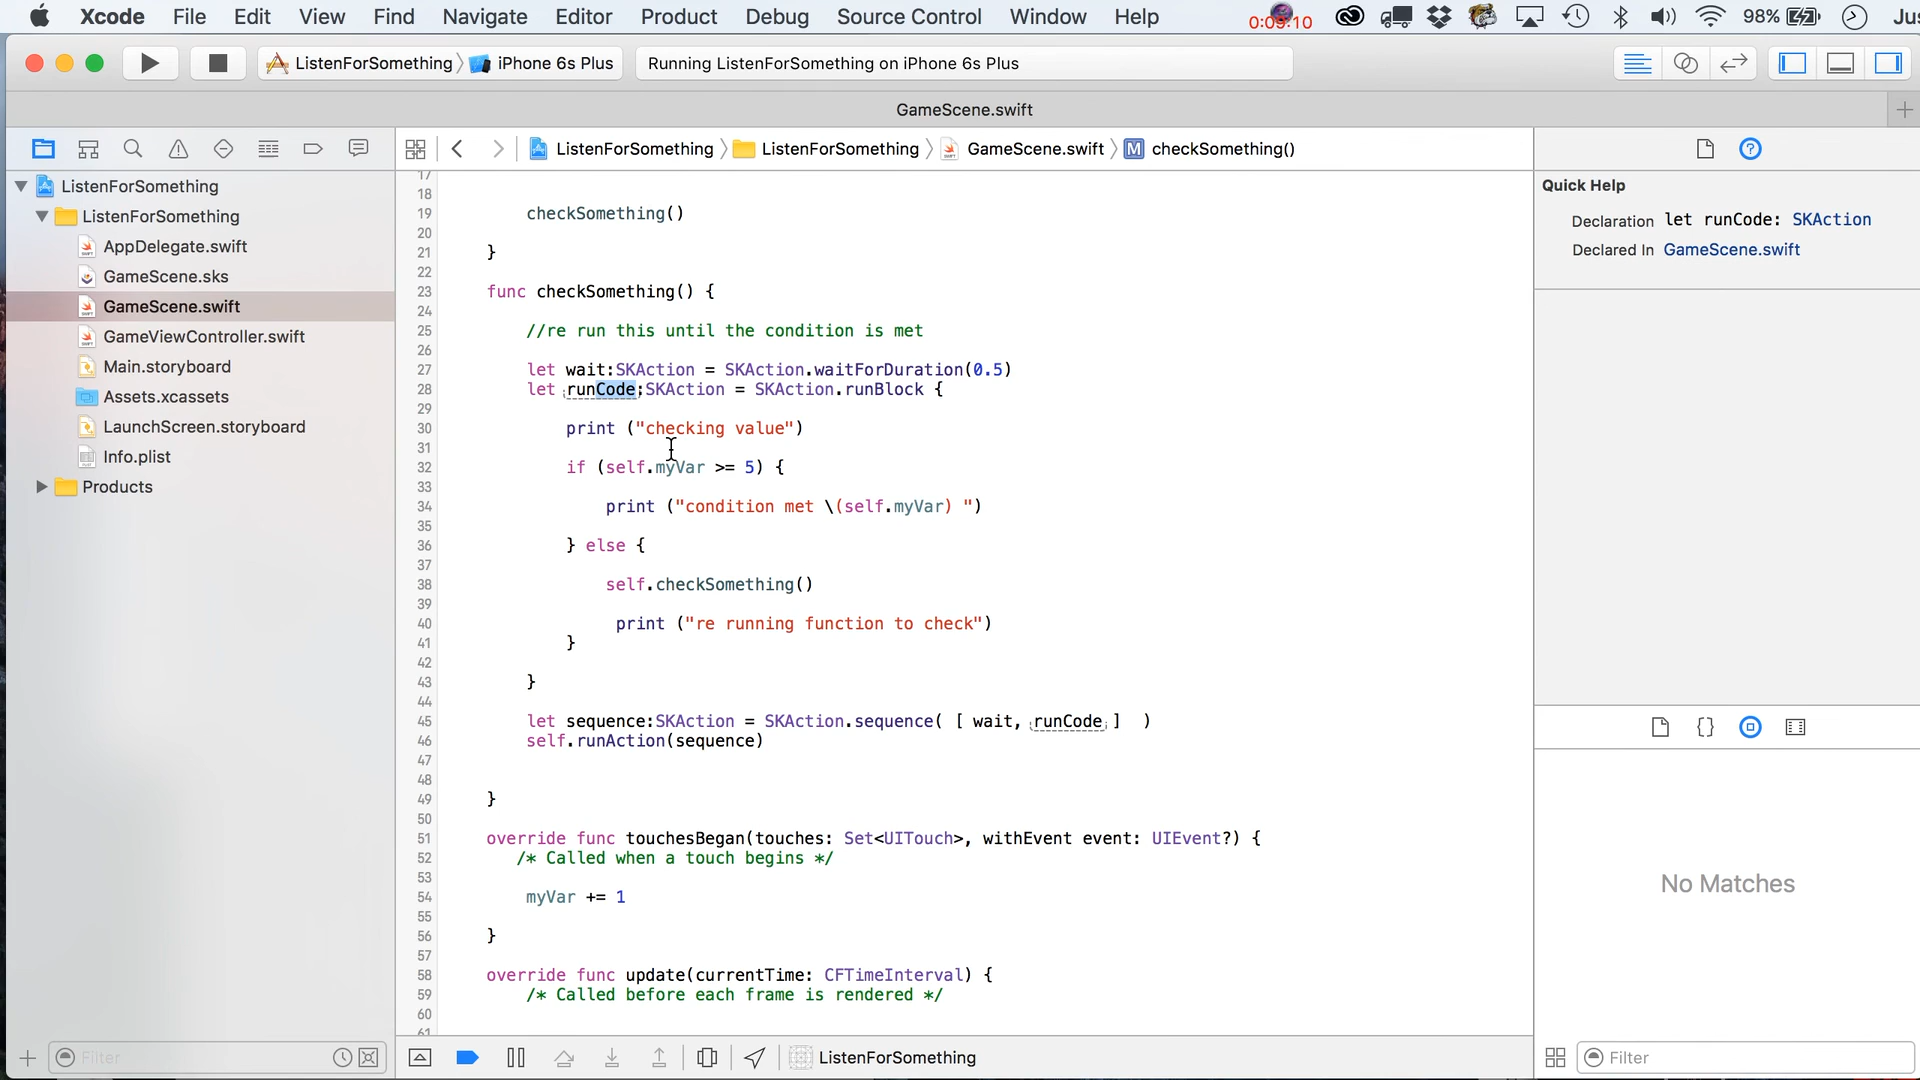 Xcode File Edit View Find Navigate Editor Product Debug Source Control Window Help 0:09:10 98% Jus
ListenForSomething iPhone 6s Plus Running ListenForSomething on iPhone 6s Plus
GameScene.swift
ListenForSomething ListenForSomething GameScene.swift M checkSomething()
ListenForSomething
ListenForSomething
AppDelegate.swift
GameScene.sks
GameScene.swift
GameViewController.swift
Main.storyboard
Assets.xcassets
LaunchScreen.storyboard
Info.plist
Products
Filter
17
18
19 checkSomething()
20
21 }
22
23 func checkSomething() {
24
25 //re run this until the condition is met
26
27 let wait:SKAction = SKAction.waitForDuration(0.5)
28 let runCode:SKAction = SKAction.runBlock {
29
30 print ("checking value")
31
32 if (self.myVar >= 5) {
33
34 print ("condition met \(self.myVar) ")
35
36 } else {
37
38 self.checkSomething()
39
40 print ("re running function to check")
41 }
42
43 }
44
45 let sequence:SKAction = SKAction.sequence( [ wait, runCode ] )
46 self.runAction(sequence)
47
48
49 }
50
51 override func touchesBegan(touches: Set<UITouch>, withEvent event: UIEvent?) {
52 /* Called when a touch begins */
53
54 myVar += 1
55
56 }
57
58 override func update(currentTime: CFTimeInterval) {
59 /* Called before each frame is rendered */
60
61
ListenForSomething
Quick Help
Declaration let runCode: SKAction
Declared In GameScene.swift
No Matches
Filter